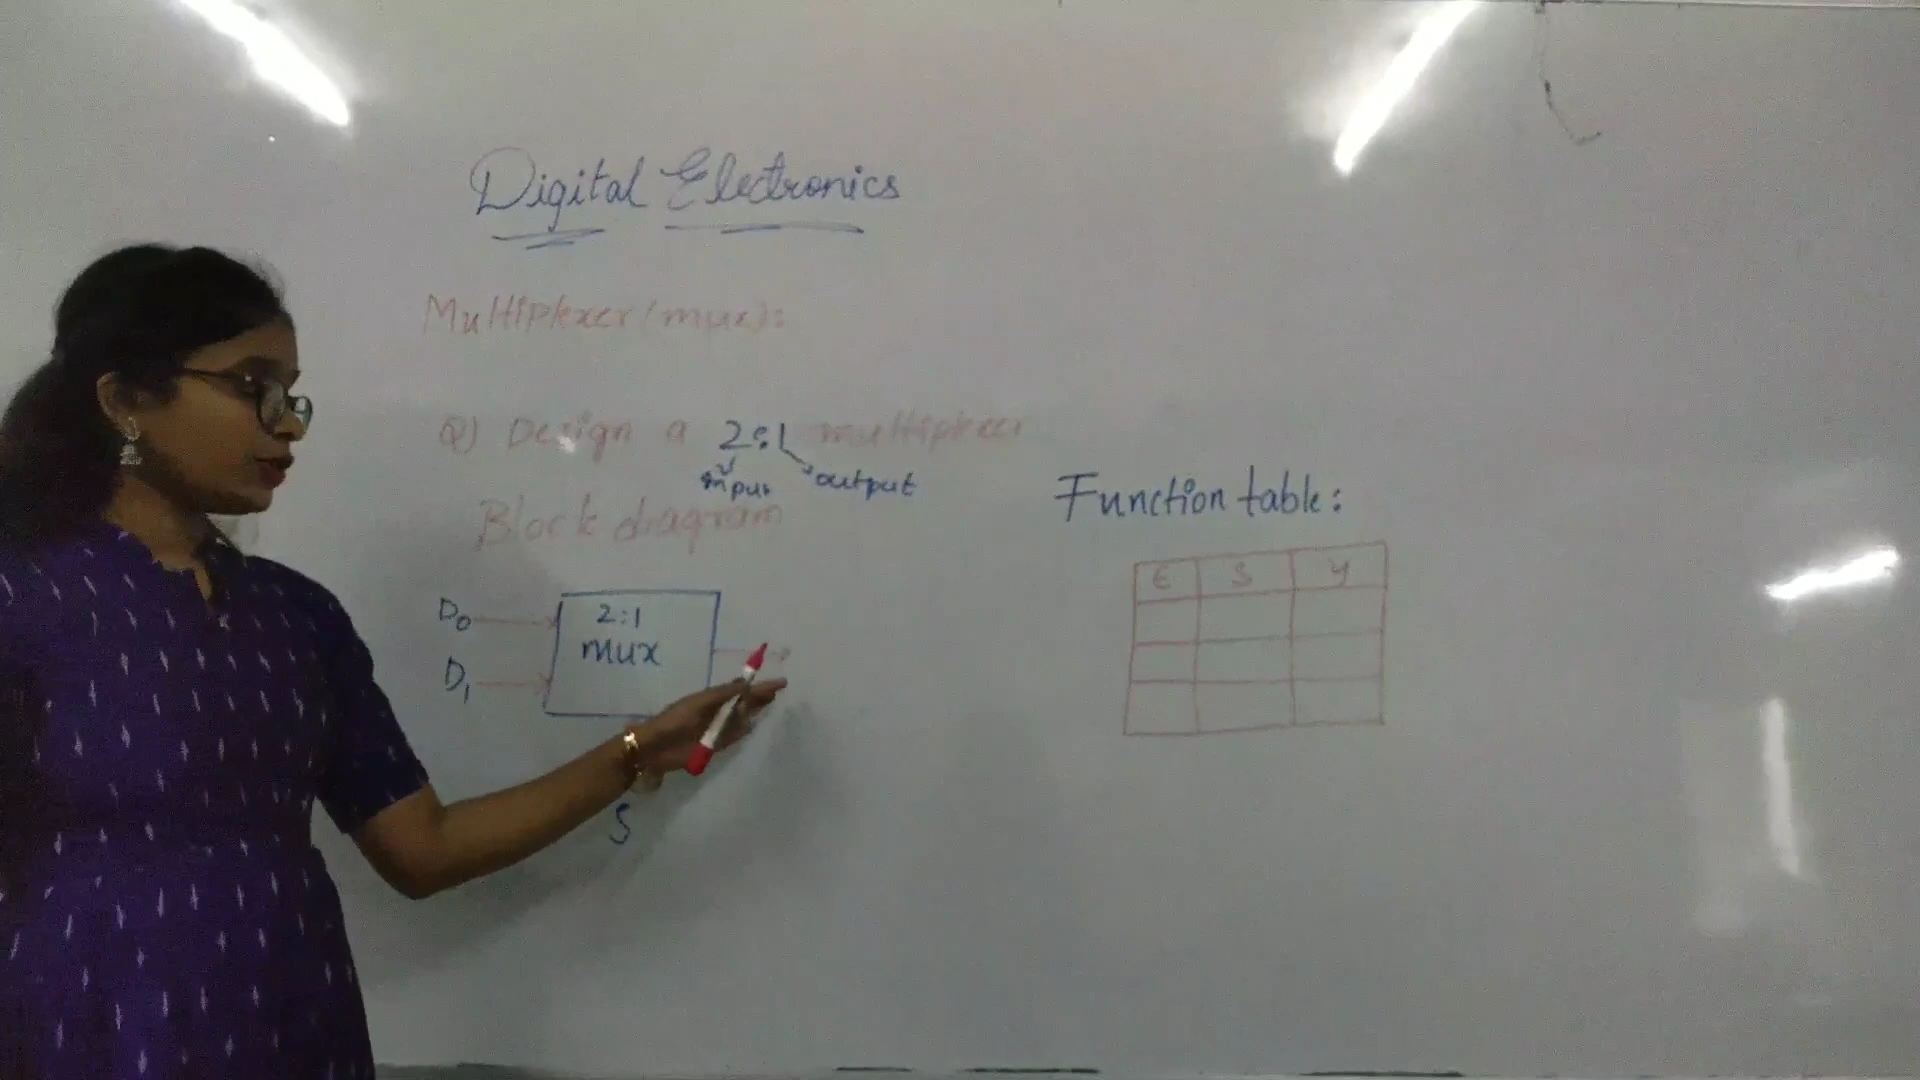 Digital Electronics
Multiplexer (mux):
Q) Design a 2:1 multiplexer
input output
Block diagram
D0
D1
2:1
mux
S
Function table:
E S Y